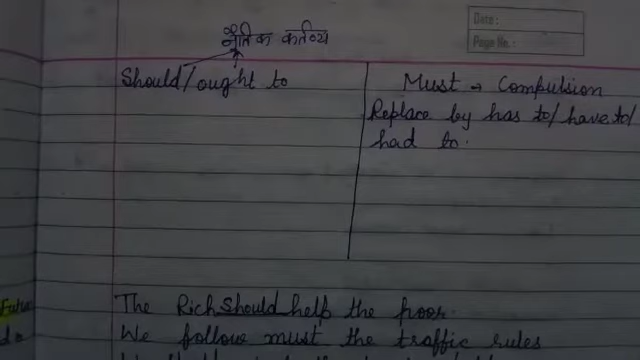 Date:
Page No.:
नैतिक कर्तव्य
Should/ought to
Must → Compulsion
Replace by has to/have to/
had to.
The Rich should help the poor.
We follow must the traffic rules